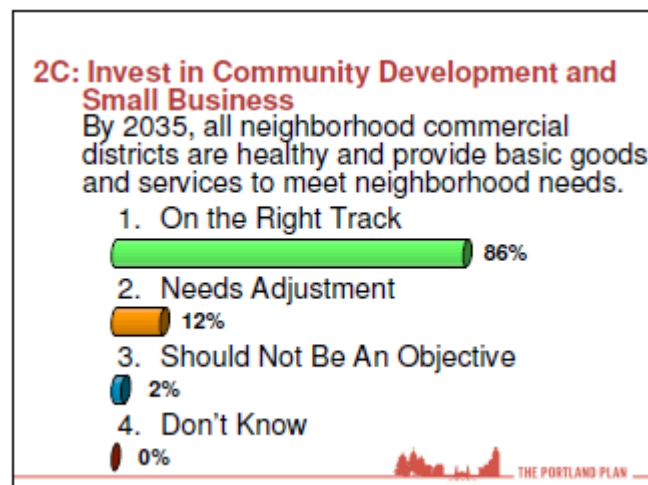 2C: Invest in Community Development and
Small Business
By 2035, all neighborhood commercial
districts are healthy and provide basic goods
and services to meet neighborhood needs.
1. On the Right Track
86%
2. Needs Adjustment
12%
3. Should Not Be An Objective
2%
4. Don't Know
0%
THE PORTLAND PLAN